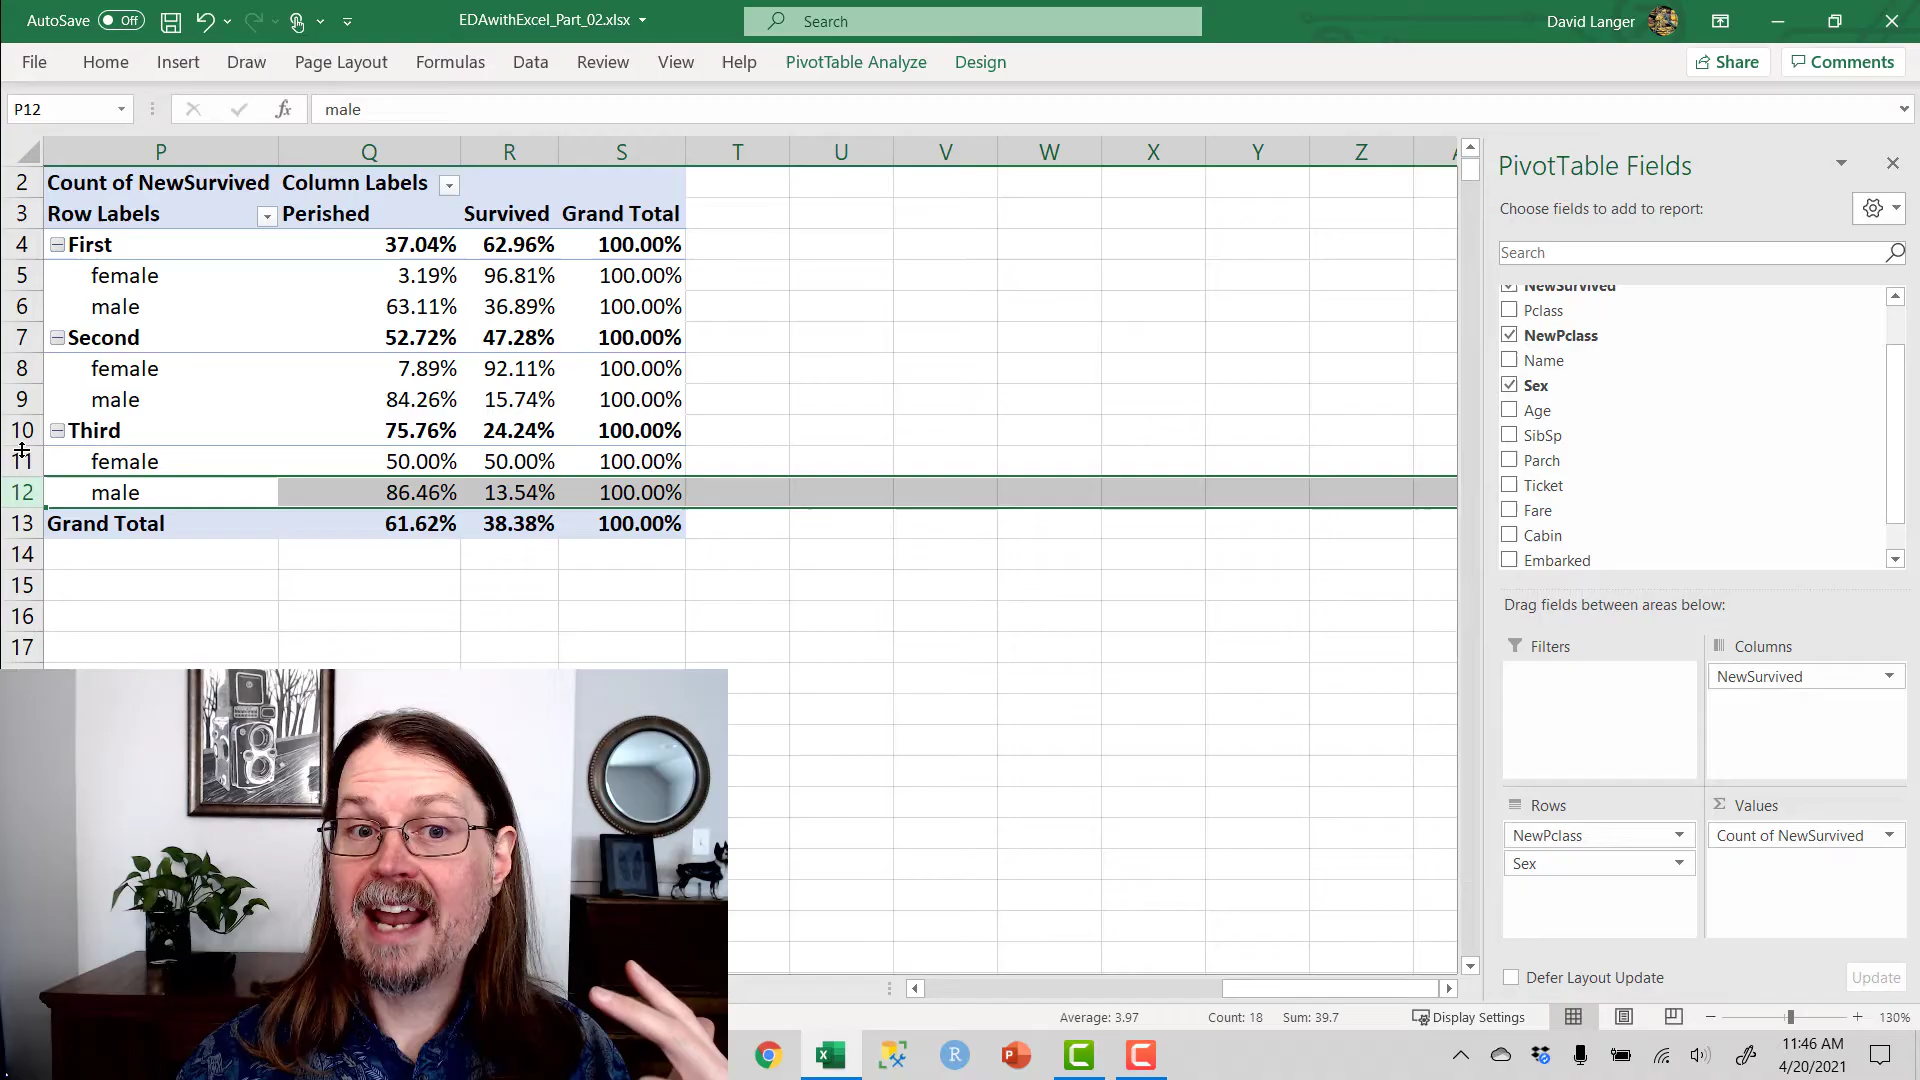 AutoSave Off EDAwithExcel_Part_02.xlsx Search David Langer
File Home Insert Draw Page Layout Formulas Data Review View Help PivotTable Analyze Design Share Comments
P12 fx male
P Q R S T U V W X Y Z
2 Count of NewSurvived Column Labels
3 Row Labels Perished Survived Grand Total
4 First 37.04% 62.96% 100.00%
5 female 3.19% 96.81% 100.00%
6 male 63.11% 36.89% 100.00%
7 Second 52.72% 47.28% 100.00%
8 female 7.89% 92.11% 100.00%
9 male 84.26% 15.74% 100.00%
10 Third 75.76% 24.24% 100.00%
11 female 50.00% 50.00% 100.00%
12 male 86.46% 13.54% 100.00%
13 Grand Total 61.62% 38.38% 100.00%
14
15
16
17
PivotTable Fields
Choose fields to add to report:
Search
NewSurvived
Pclass
NewPclass
Name
Sex
Age
SibSp
Parch
Ticket
Fare
Cabin
Embarked
Drag fields between areas below:
Filters Columns
NewSurvived
Rows Values
NewPclass Count of NewSurvived
Sex
Defer Layout Update Update
Average: 3.97 Count: 18 Sum: 39.7 Display Settings 130%
11:46 AM
4/20/2021